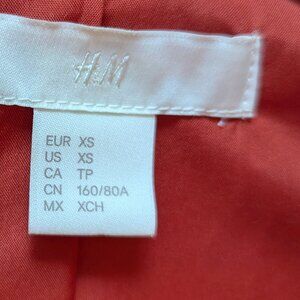 H&M
EUR XS
US XS
CA TP
CN 160/80A
MX XCH